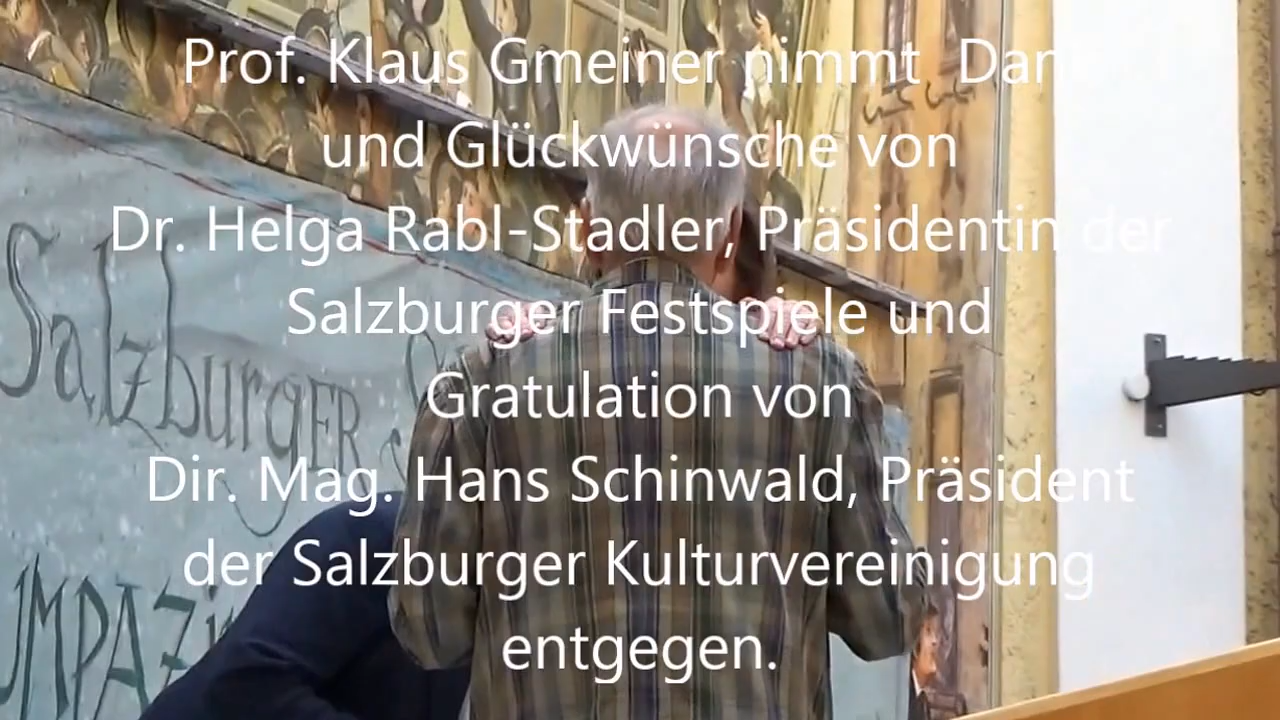 Prof. Klaus Gmeiner nimmt Dank
und Glückwünsche von
Dr. Helga Rabl-Stadler, Präsidentin der
Salzburger Festspiele und
Gratulation von
Dir. Mag. Hans Schinwald, Präsident
der Salzburger Kulturvereinigung
entgegen.
SalzburgER